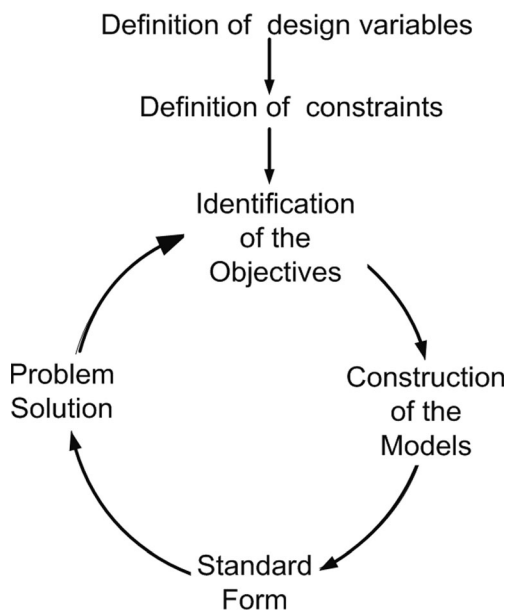 Definition of design variables
Definition of constraints
Identification
of the
Objectives
Construction
of the
Models
Standard
Form
Problem
Solution